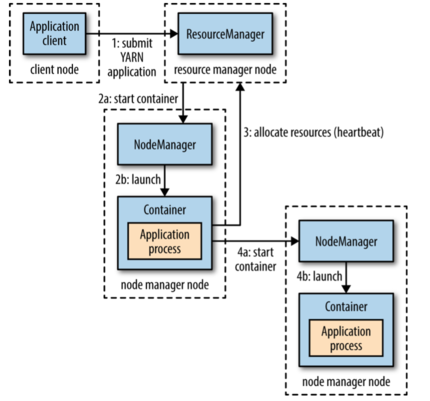 Application
client
client node
1: submit
YARN
application
ResourceManager
resource manager node
2a: start container
NodeManager
2b: launch
Container
Application
process
node manager node
3: allocate resources (heartbeat)
4a: start
container
NodeManager
4b: launch
Container
Application
process
node manager node